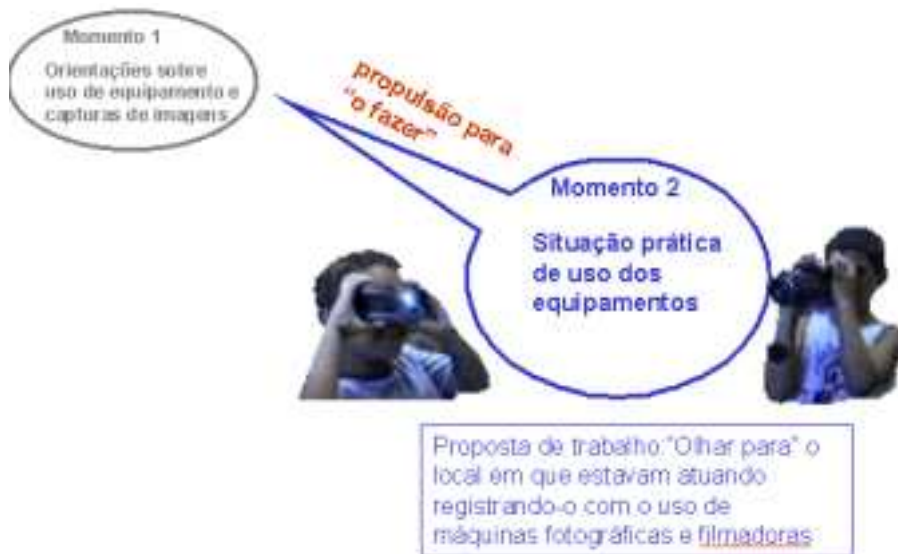 Momento 1
Orientações sobre
uso de equipamento e
capturas de imagens
propulsão para
"o fazer"
Momento 2
Situação prática
de uso dos
equipamentos
Proposta de trabalho:"Olhar para" o
local em que estavam atuando
registrando-o com o uso de
máquinas fotográficas e filmadoras